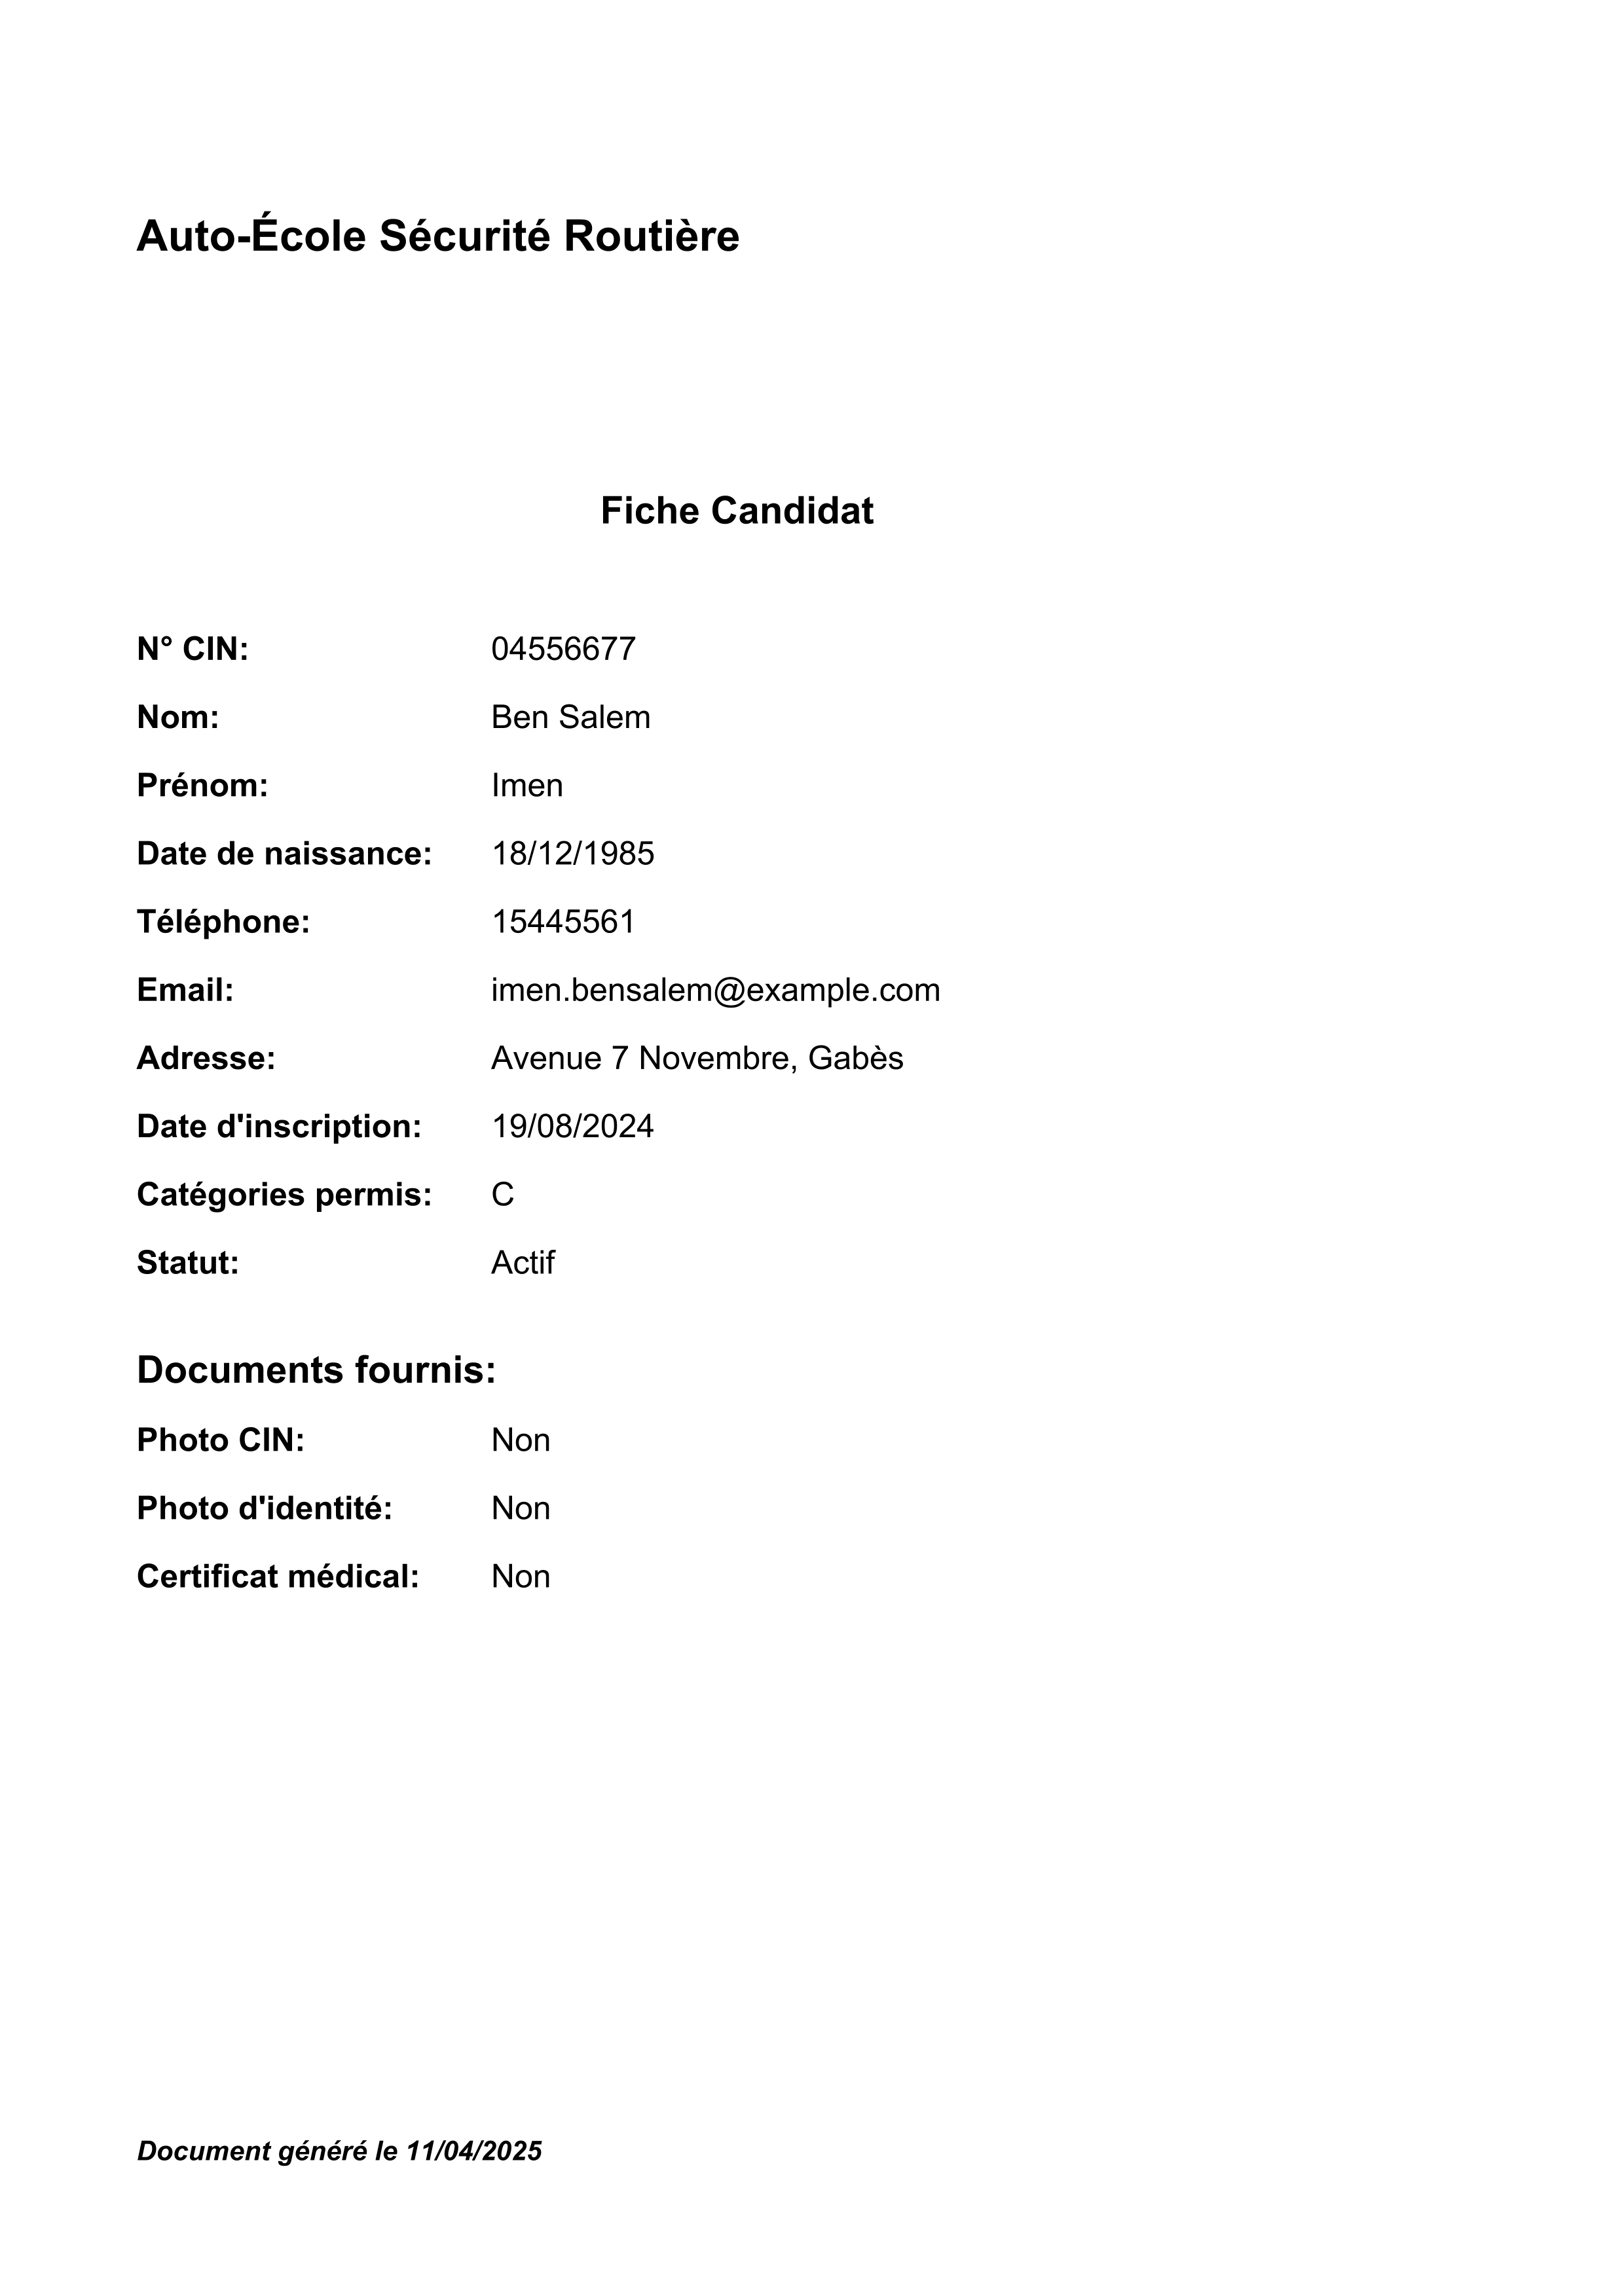 Auto-École Sécurité Routière
Fiche Candidat
N° CIN: 04556677
Nom: Ben Salem
Prénom: Imen
Date de naissance: 18/12/1985
Téléphone: 15445561
Email: imen.bensalem@example.com
Adresse: Avenue 7 Novembre, Gabès
Date d'inscription: 19/08/2024
Catégories permis: C
Statut: Actif
Documents fournis:
Photo CIN: Non
Photo d'identité: Non
Certificat médical: Non
Document généré le 11/04/2025